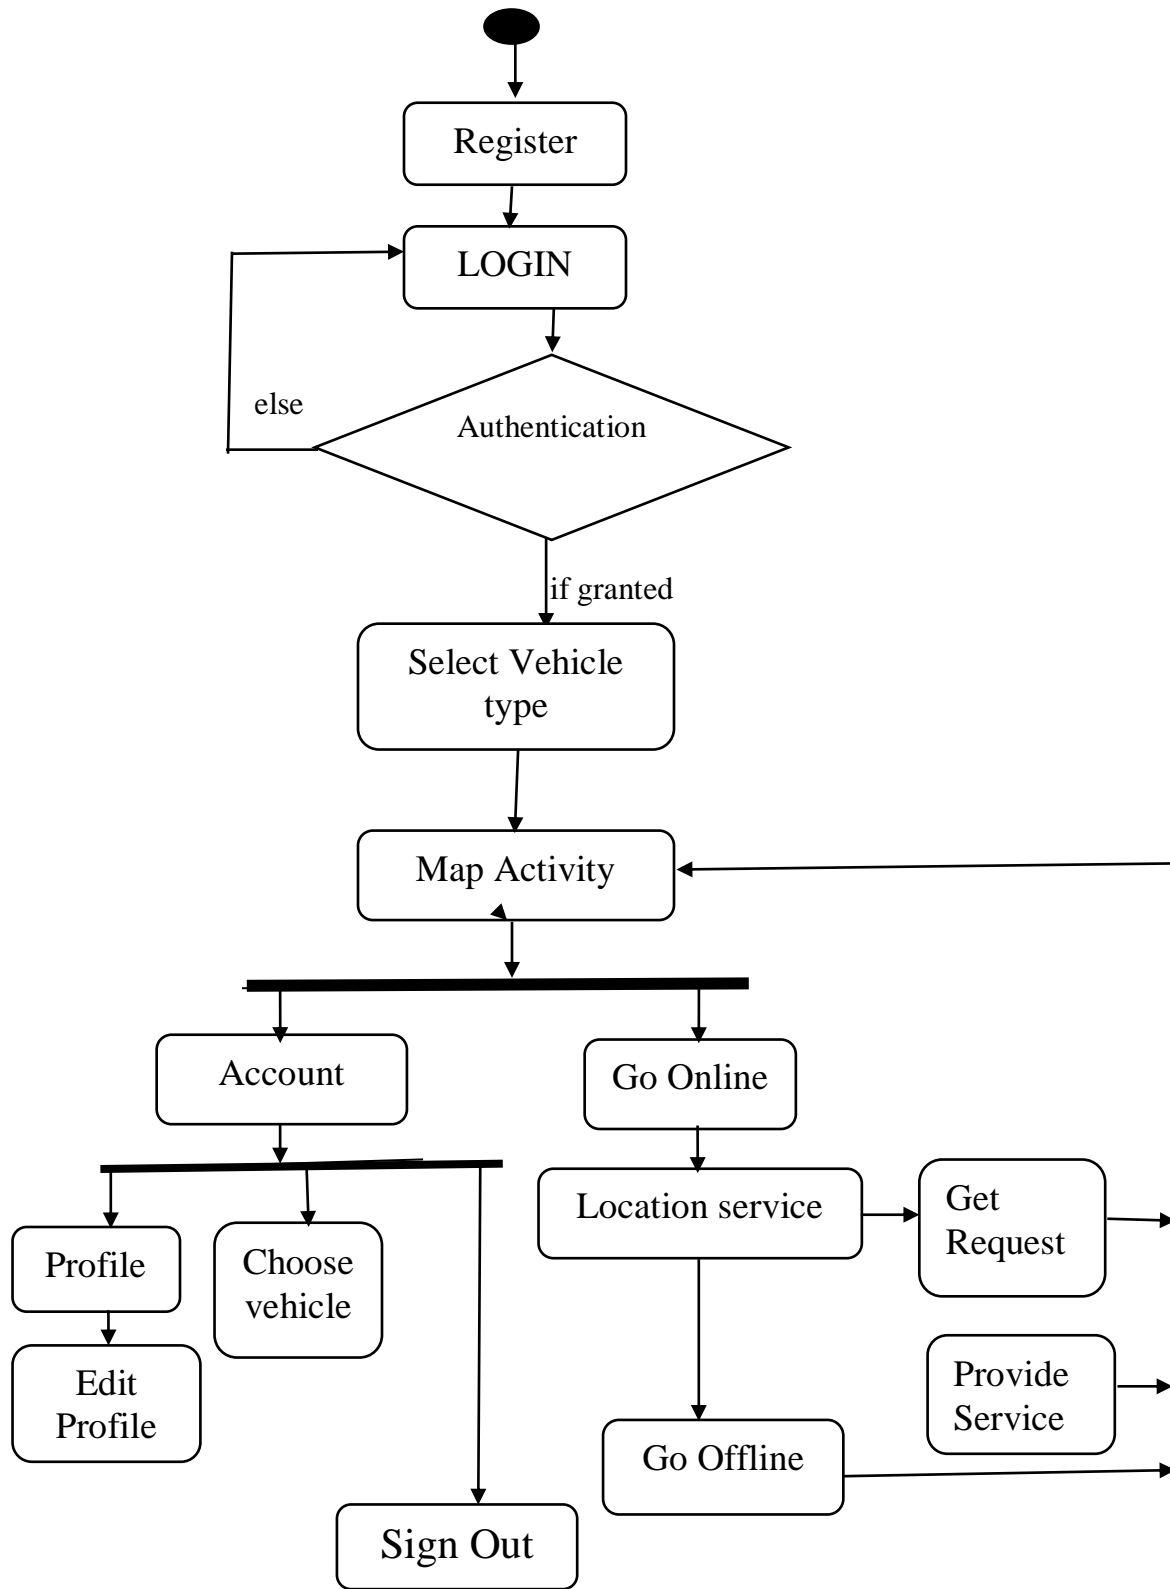 Register
LOGIN
else
Authentication
if granted
Select Vehicle
type
Map Activity
Account
Go Online
Location service
Get
Request
Profile
Choose
vehicle
Edit
Profile
Provide
Service
Go Offline
Sign Out